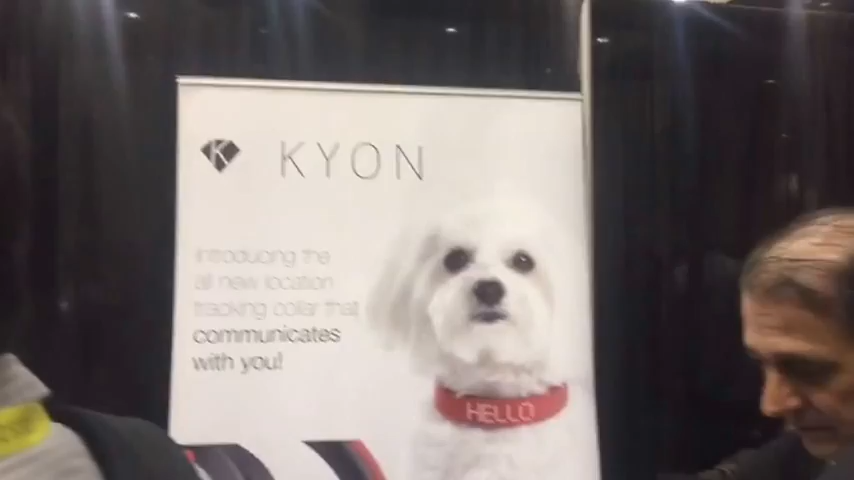 K KYON
Introducing the
all new location
tracking collar that
communicates
with you!
HELLO